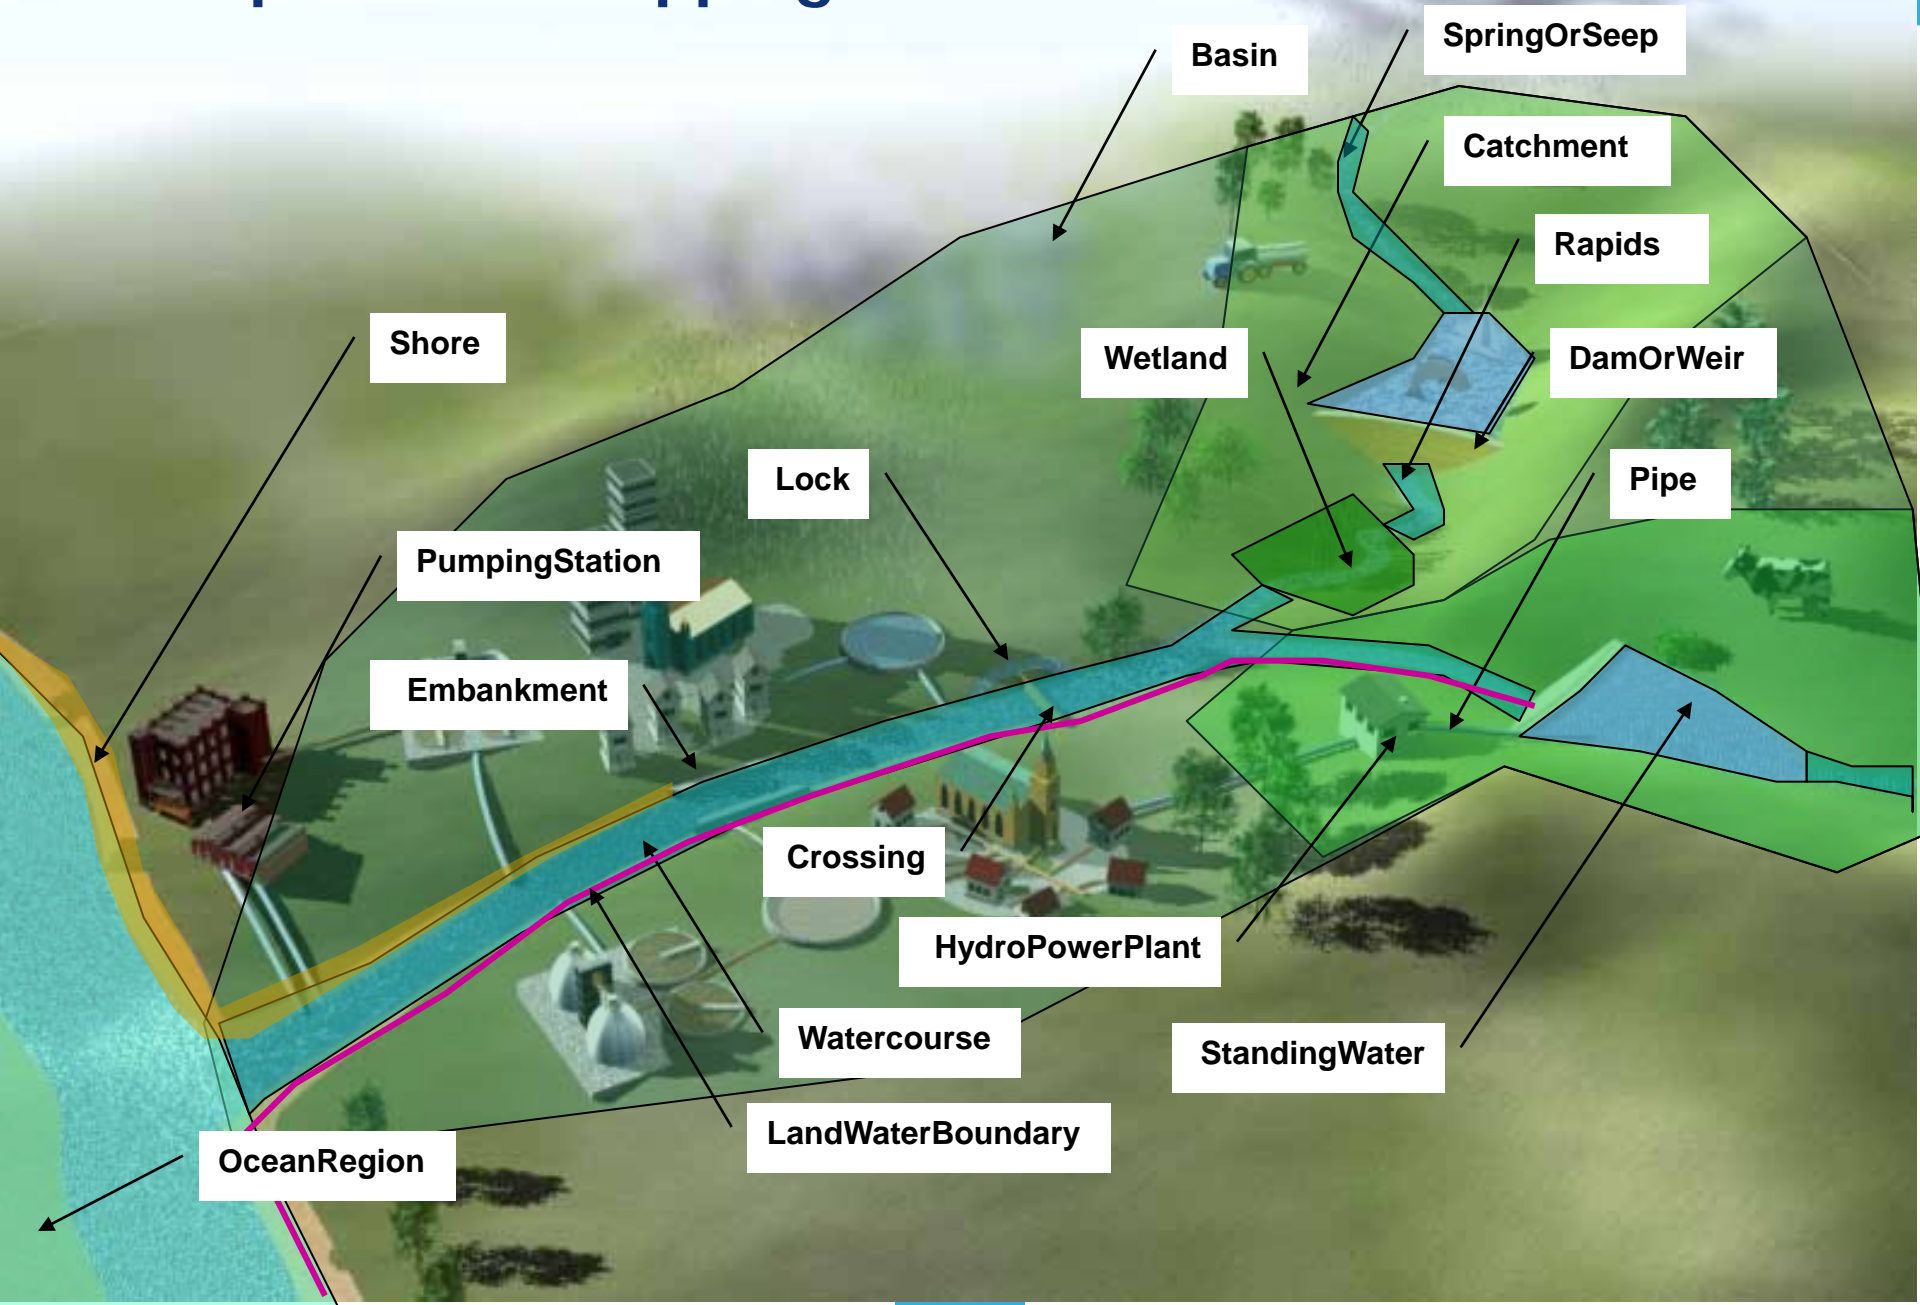 Basin
SpringOrSeep
Catchment
Rapids
Shore
Wetland
DamOrWeir
Lock
Pipe
PumpingStation
Embankment
Crossing
HydroPowerPlant
Watercourse
StandingWater
LandWaterBoundary
OceanRegion